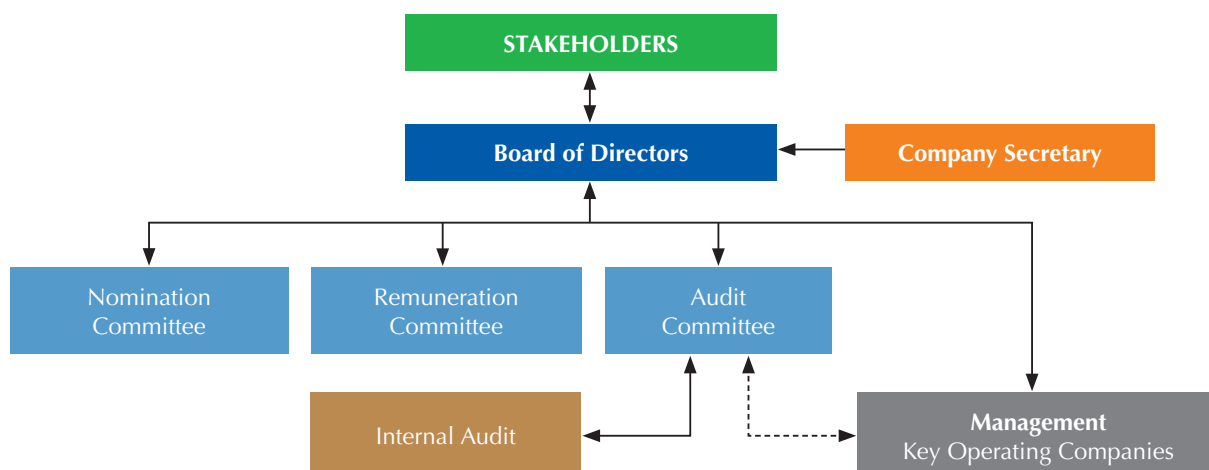 STAKEHOLDERS
Board of Directors
Company Secretary
Nomination
Committee
Remuneration
Committee
Audit
Committee
Internal Audit
Management
Key Operating Companies